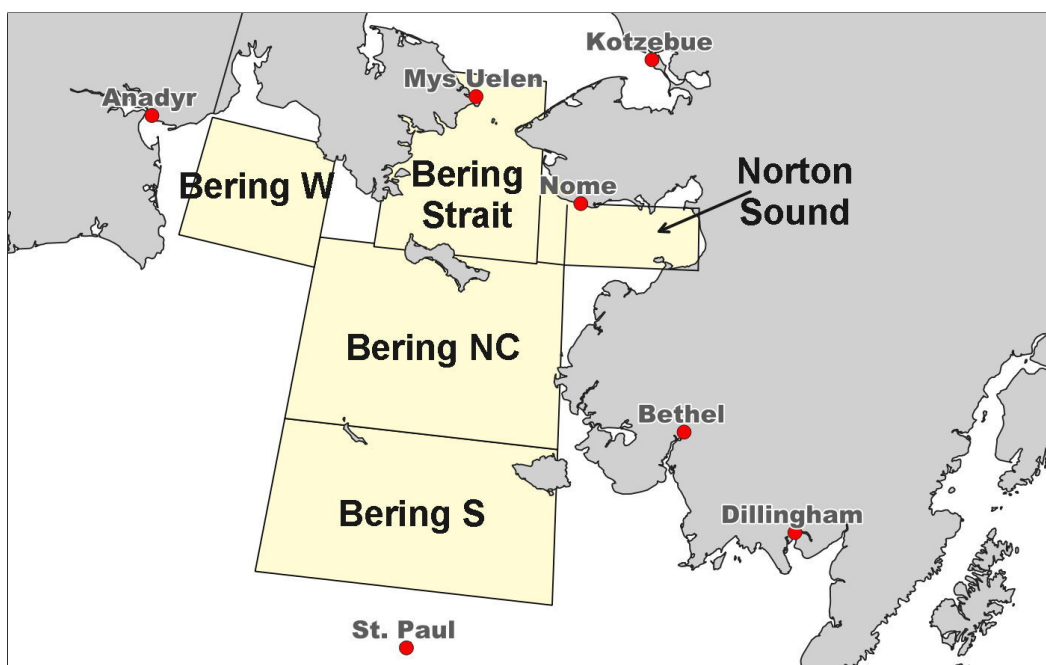 Kotzebue
Mys Uelen
Anadyr
Bering W
Bering
Strait
Nome
Norton
Sound
Bering NC
Bethel
Bering S
Dillingham
St. Paul